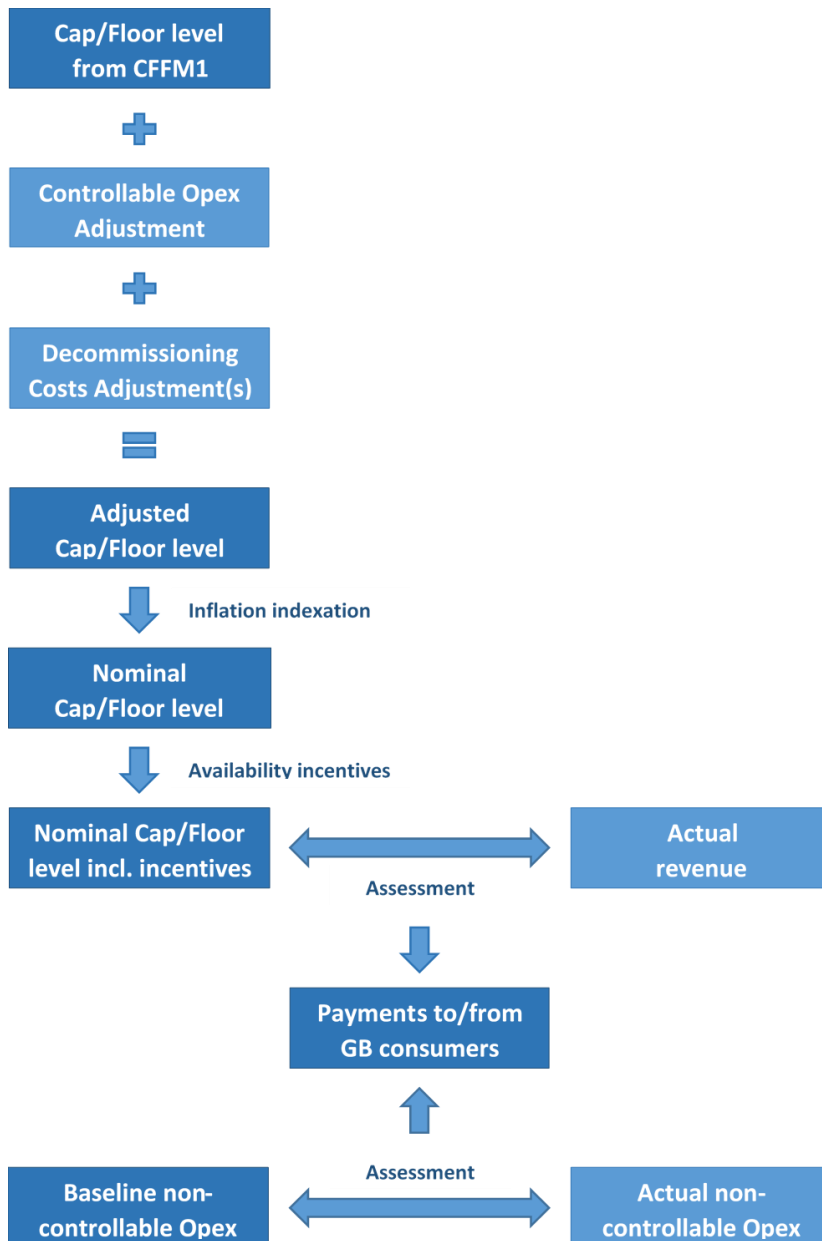 Cap/Floor level
from CFFM1
Controllable Opex
Adjustment
Decommissioning
Costs Adjustment(s)
Adjusted
Cap/Floor level
Inflation indexation
Nominal
Cap/Floor level
Availability incentives
Nominal Cap/Floor
level incl. incentives
Actual
revenue
Assessment
Payments to/from
GB consumers
Assessment
Baseline non-
controllable Opex
Actual non-
controllable Opex